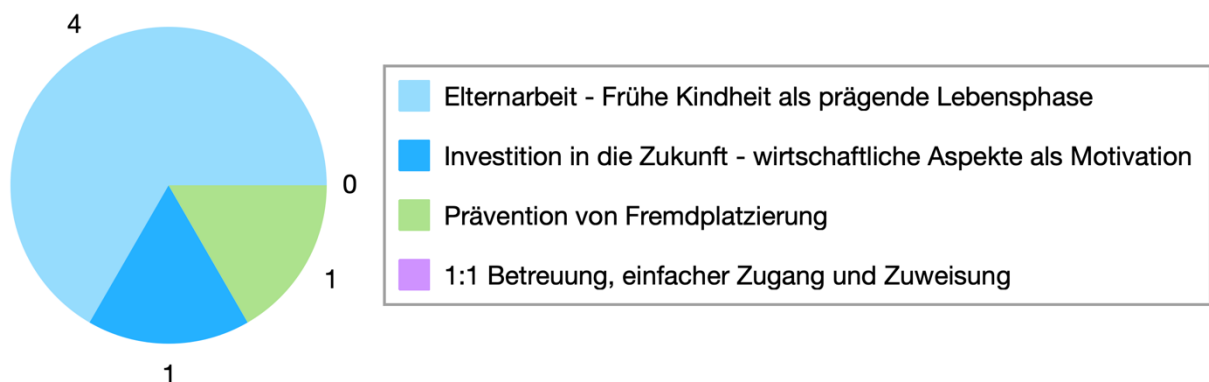 4
0
1
1
Elternarbeit - Frühe Kindheit als prägende Lebensphase
Investition in die Zukunft - wirtschaftliche Aspekte als Motivation
Prävention von Fremdplatzierung
1:1 Betreuung, einfacher Zugang und Zuweisung